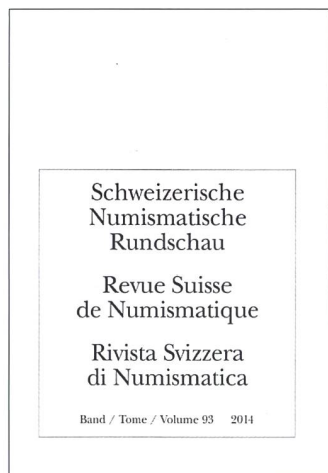 Schweizerische
Numismatische
Rundschau
Revue Suisse
de Numismatique
Rivista Svizzera
di Numismatica
Band / Tome / Volume 93 2014